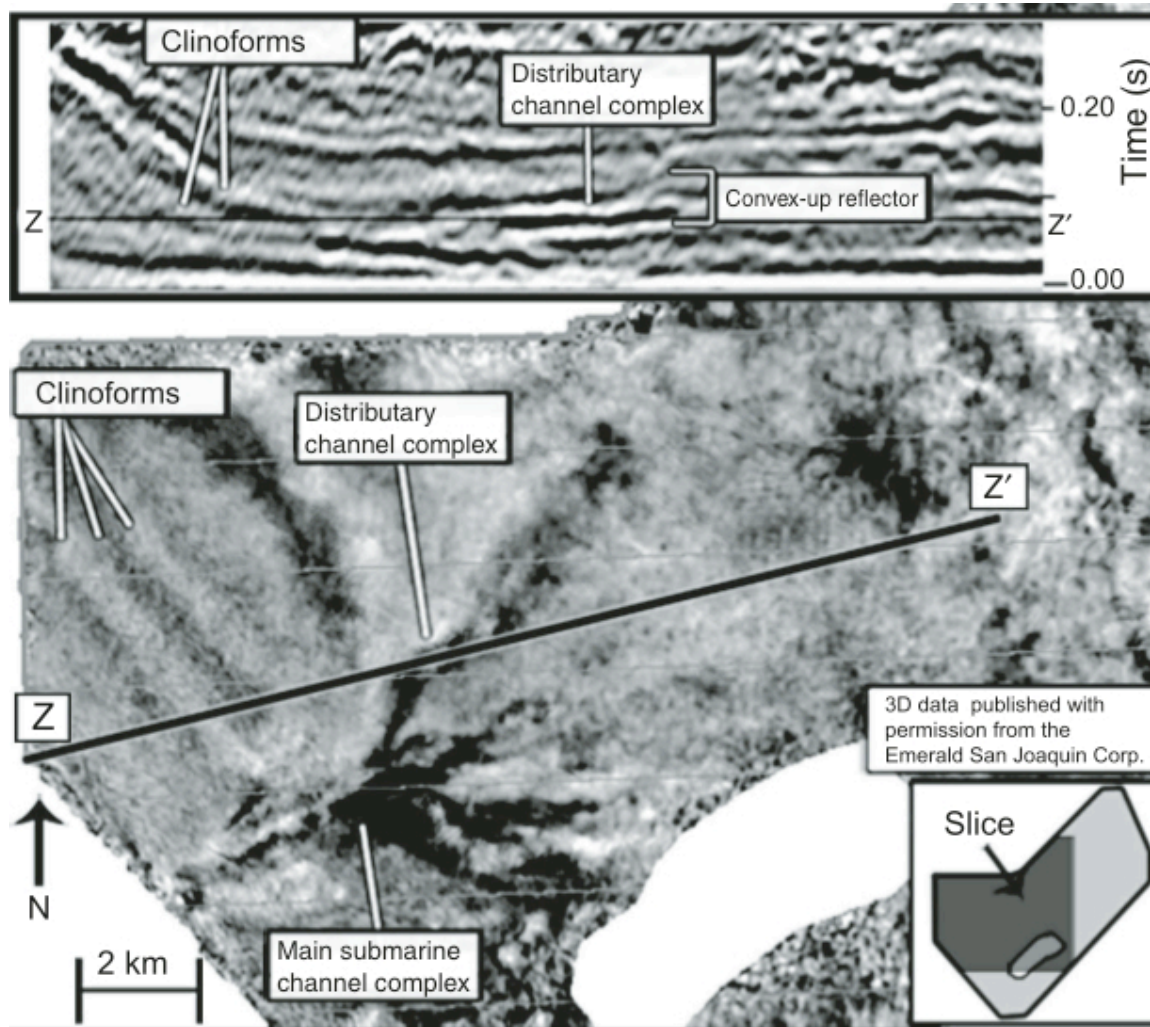 Clinoforms
Distributary
channel complex
Convex-up reflector
Time (s)
0.20
0.00
Z
Z′
Clinoforms
Distributary
channel complex
Z′
Z
3D data published with
permission from the
Emerald San Joaquin Corp.
Slice
N
2 km
Main submarine
channel complex